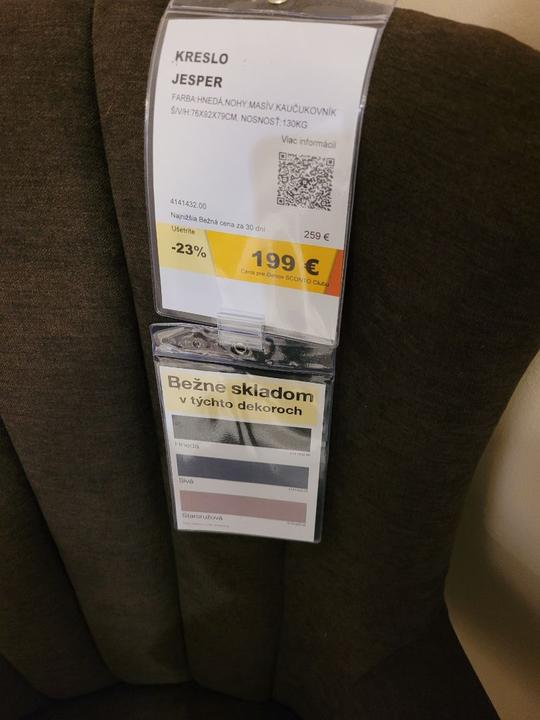 KRESLO
JESPER
FARBA:HNEDÁ,NOHY:MASÍV KAUČUKOVNÍK
Š/V/H:76X92X79CM, NOSNOSŤ:130KG
Viac informácií
4141432.00
Najnižšia Bežná cena za 30 dní
259 €
Ušetríte
-23%
199 €
Cena pre členov SCONTO Clubu
Bežne skladom
v týchto dekoroch
Hnedá
Sivá
Staroružová